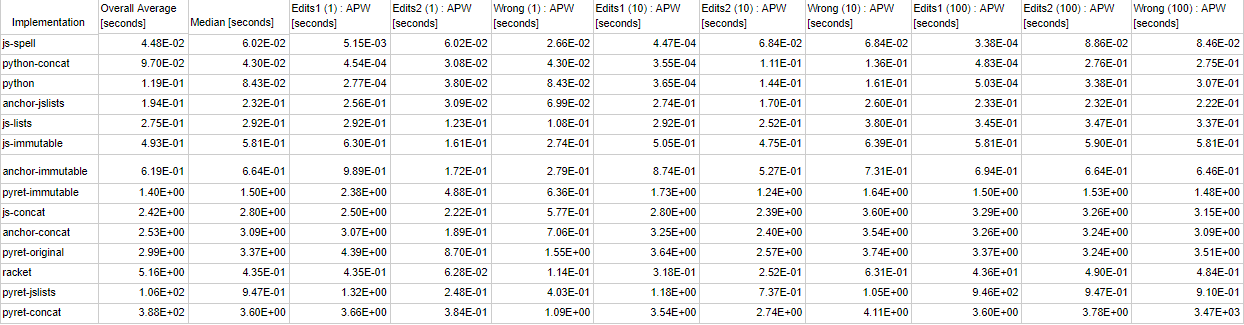 Implementation Overall Average [seconds] Median [seconds] Edits1 (1) : APW [seconds] Edits2 (1) : APW [seconds] Wrong (1) : APW [seconds] Edits1 (10) : APW [seconds] Edits2 (10) : APW [seconds] Wrong (10) : APW [seconds] Edits1 (100) : APW [seconds] Edits2 (100) : APW [seconds] Wrong (100) : APW [seconds]
js-spell 4.48E-02 6.02E-02 5.15E-03 6.02E-02 2.66E-02 4.47E-04 6.84E-02 6.84E-02 3.38E-04 8.86E-02 8.46E-02
python-concat 9.70E-02 4.30E-02 4.54E-04 3.08E-02 4.30E-02 3.55E-04 1.11E-01 1.36E-01 4.83E-04 2.76E-01 2.75E-01
python 1.19E-01 8.43E-02 2.77E-04 3.80E-02 8.43E-02 3.65E-04 1.44E-01 1.61E-01 5.03E-04 3.38E-01 3.07E-01
anchor-jslists 1.94E-01 2.32E-01 2.56E-01 3.09E-02 6.99E-02 2.74E-01 1.70E-01 2.60E-01 2.33E-01 2.32E-01 2.22E-01
js-lists 2.75E-01 2.92E-01 2.92E-01 1.23E-01 1.08E-01 2.92E-01 2.52E-01 3.80E-01 3.45E-01 3.47E-01 3.37E-01
js-immutable 4.93E-01 5.81E-01 6.30E-01 1.61E-01 2.74E-01 5.05E-01 4.75E-01 6.39E-01 5.81E-01 5.90E-01 5.81E-01
anchor-immutable 6.19E-01 6.64E-01 9.89E-01 1.72E-01 2.79E-01 8.74E-01 5.27E-01 7.31E-01 6.94E-01 6.64E-01 6.46E-01
pyret-immutable 1.40E+00 1.50E+00 2.38E+00 4.88E-01 6.36E-01 1.73E+00 1.24E+00 1.64E+00 1.50E+00 1.53E+00 1.48E+00
js-concat 2.42E+00 2.80E+00 2.50E+00 2.22E-01 5.77E-01 2.80E+00 2.39E+00 3.60E+00 3.29E+00 3.26E+00 3.15E+00
anchor-concat 2.53E+00 3.09E+00 3.07E+00 1.89E-01 7.06E-01 3.25E+00 2.40E+00 3.54E+00 3.26E+00 3.24E+00 3.09E+00
pyret-original 2.99E+00 3.37E+00 4.39E+00 8.70E-01 1.55E+00 3.64E+00 2.57E+00 3.74E+00 3.37E+00 3.24E+00 3.51E+00
racket 5.16E+00 4.35E-01 4.35E-01 6.28E-02 1.14E-01 3.18E-01 2.52E-01 6.31E-01 4.36E+01 4.90E-01 4.84E-01
pyret-jslists 1.06E+02 9.47E-01 1.32E+00 2.48E-01 4.03E-01 1.18E+00 7.37E-01 1.05E+00 9.46E+02 9.47E-01 9.10E-01
pyret-concat 3.88E+02 3.60E+00 3.66E+00 3.84E-01 1.09E+00 3.54E+00 2.74E+00 4.11E+00 3.60E+00 3.78E+00 3.47E+03